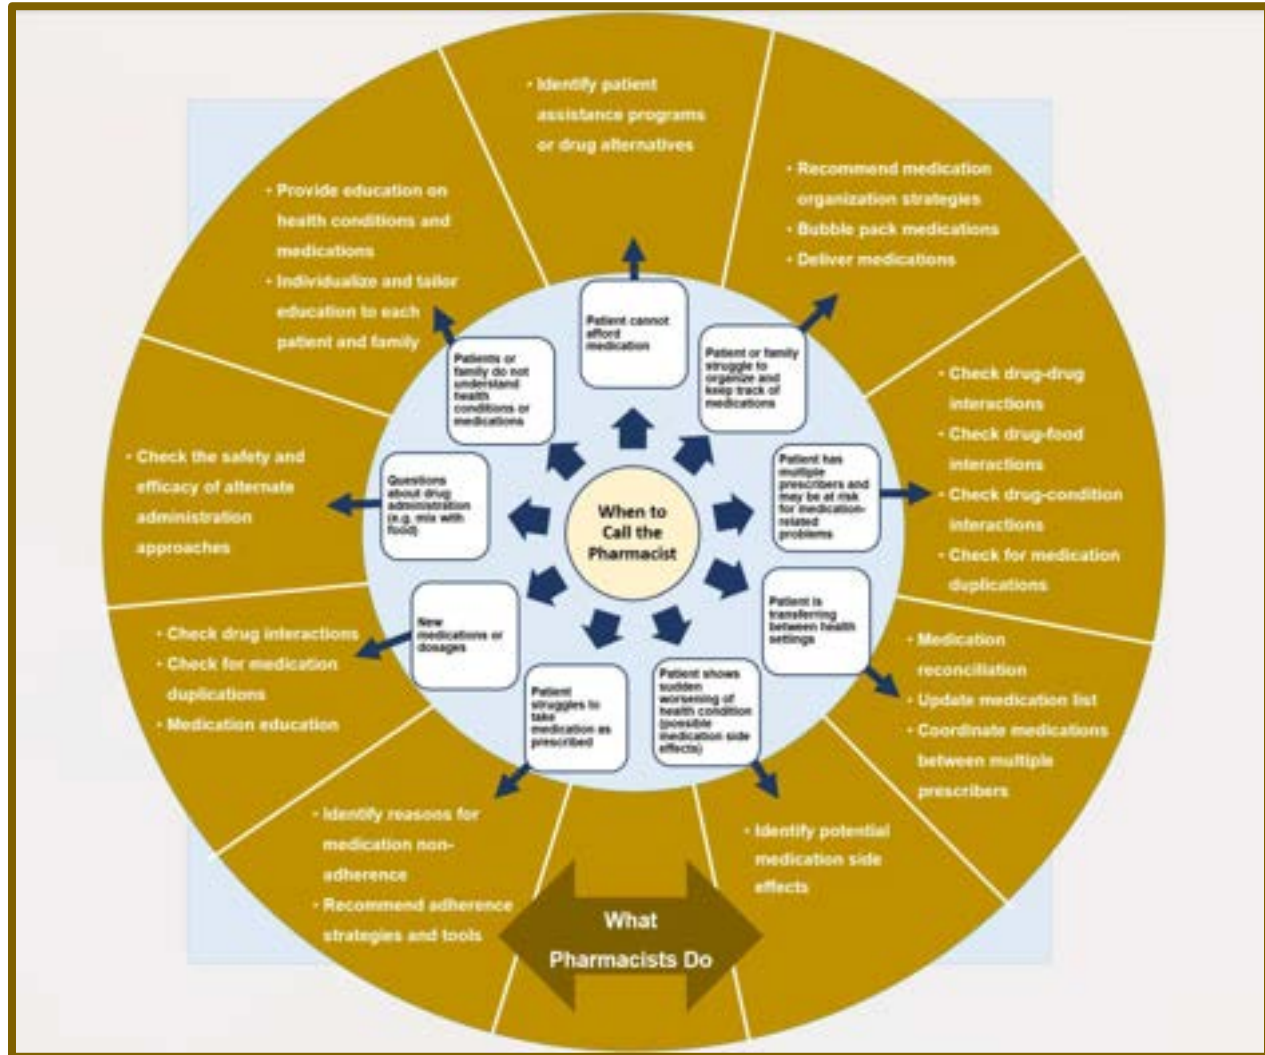 • Identify patient
assistance programs
or drug alternatives
• Recommend medication
organization strategies
• Bubble pack medications
• Deliver medications
• Check drug-drug
interactions
• Check drug-food
interactions
• Check drug-condition
interactions
• Check for medication
duplications
• Medication
reconciliation
• Update medication list
• Coordinate medications
between multiple
prescribers
• Identify potential
medication side
effects
What
Pharmacists Do
• Identify reasons for
medication non-
adherence
• Recommend adherence
strategies and tools
• Check drug interactions
• Check for medication
duplications
• Medication education
• Check the safety and
efficacy of alternate
administration
approaches
• Provide education on
health conditions and
medications
• Individualize and tailor
education to each
patient and family
Patient cannot
afford
medication
Patient or family
struggle to
organize and
keep track of
medications
Patient has
multiple
prescribers and
may be at risk
for medication-
related
problems
Patient is
transferring
between health
settings
Patient shows
sudden
worsening of
health condition
(possible
medication side
effects)
Patient
struggles to
take
medication as
prescribed
New
medications or
dosages
Questions
about drug
administration
(e.g. mix with
food)
Patients or
family do not
understand
health
conditions or
medications
When to
Call the
Pharmacist